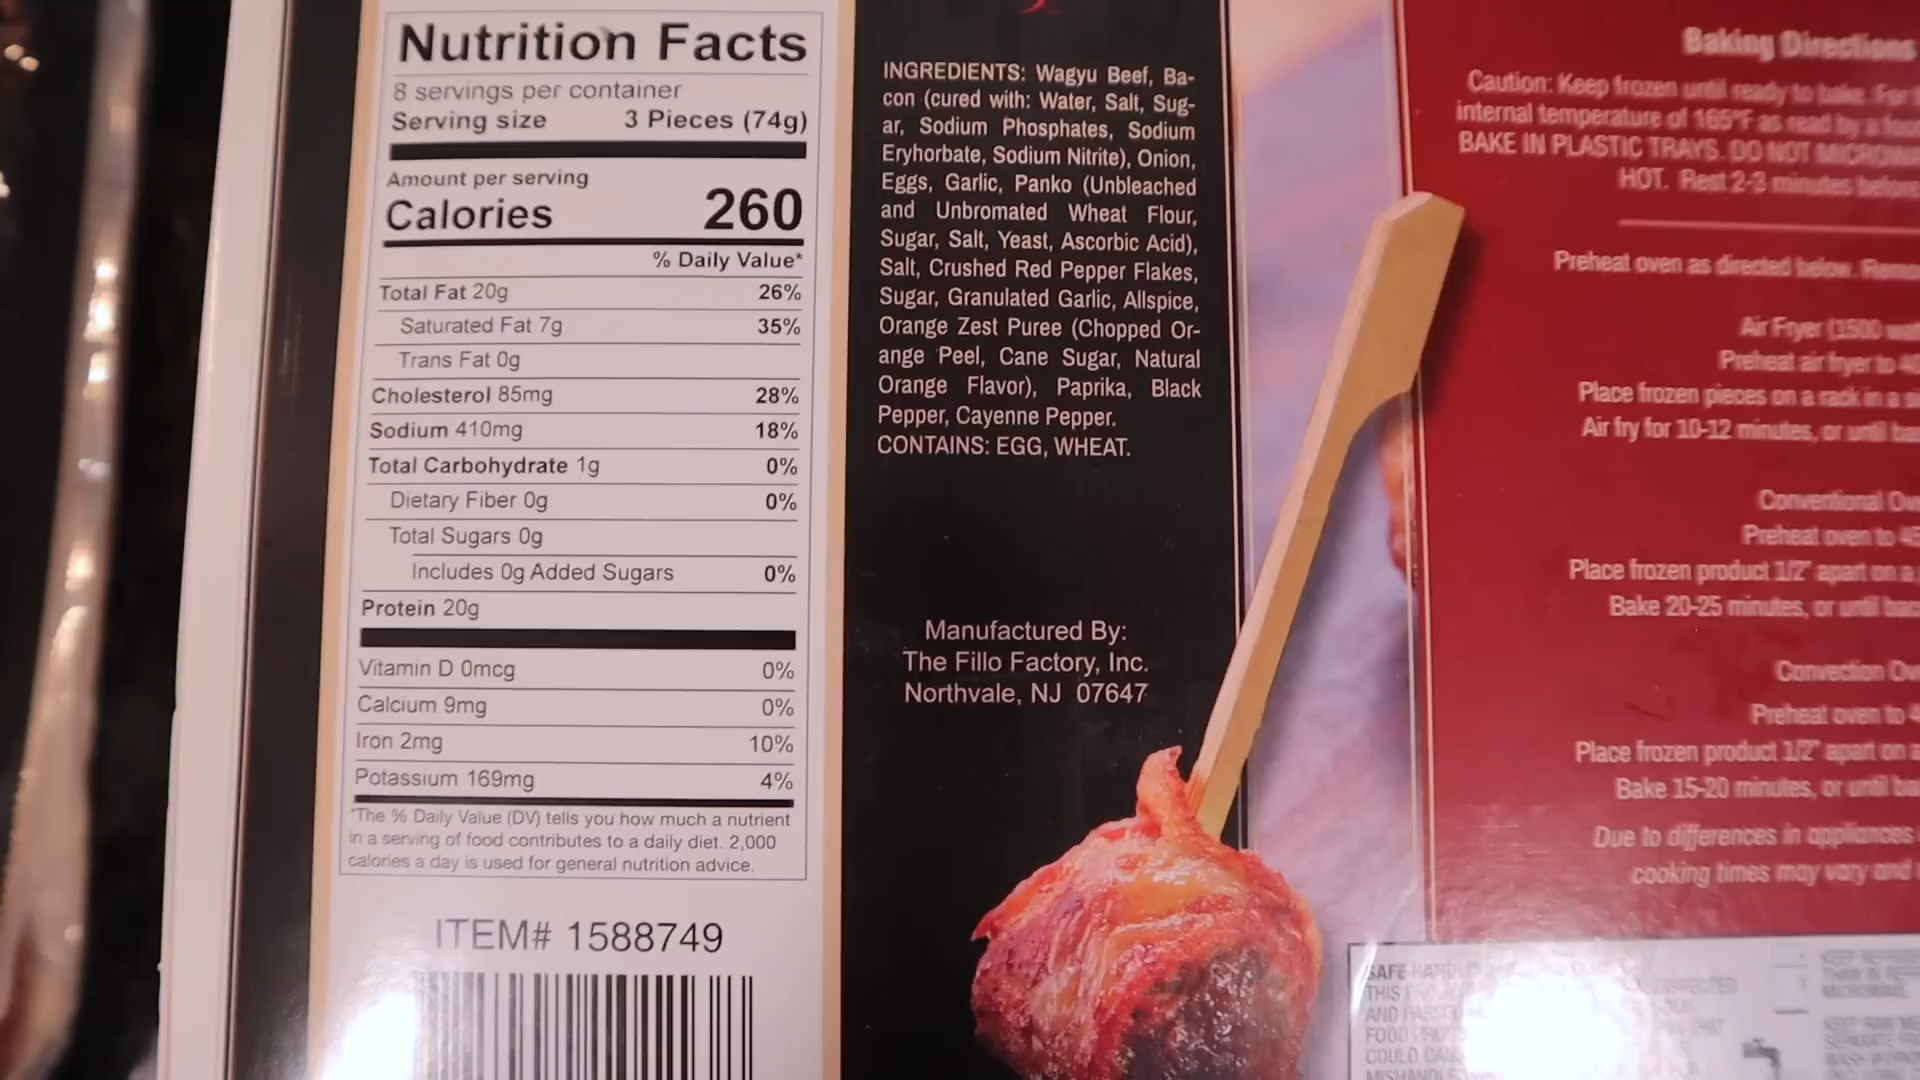 Nutrition Facts
8 servings per container
Serving size 3 Pieces (74g)
Amount per serving
Calories 260
% Daily Value*
Total Fat 20g 26%
Saturated Fat 7g 35%
Trans Fat 0g
Cholesterol 85mg 28%
Sodium 410mg 18%
Total Carbohydrate 1g 0%
Dietary Fiber 0g 0%
Total Sugars 0g
Includes 0g Added Sugars 0%
Protein 20g
Vitamin D 0mcg 0%
Calcium 9mg 0%
Iron 2mg 10%
Potassium 169mg 4%
*The % Daily Value (DV) tells you how much a nutrient
in a serving of food contributes to a daily diet. 2,000
calories a day is used for general nutrition advice.
ITEM# 1588749
INGREDIENTS: Wagyu Beef, Ba-
con (cured with: Water, Salt, Sug-
ar, Sodium Phosphates, Sodium
Eryhorbate, Sodium Nitrite), Onion,
Eggs, Garlic, Panko (Unbleached
and Unbromated Wheat Flour,
Sugar, Salt, Yeast, Ascorbic Acid),
Salt, Crushed Red Pepper Flakes,
Sugar, Granulated Garlic, Allspice,
Orange Zest Puree (Chopped Or-
ange Peel, Cane Sugar, Natural
Orange Flavor), Paprika, Black
Pepper, Cayenne Pepper.
CONTAINS: EGG, WHEAT.
Manufactured By:
The Fillo Factory, Inc.
Northvale, NJ 07647
Baking Directions
Caution: Keep frozen until ready to bake. For
internal temperature of 165°F as read by a
BAKE IN PLASTIC TRAYS. DO NOT
HOT. Rest 2-3 minutes before
Preheat oven as directed below.
Air Fryer (1500
Preheat air fryer to
Place frozen pieces on a rack in a
Air fry for 10-12 minutes, or until
Conventional
Preheat oven to
Place frozen product 1/2" apart on a
Bake 20-25 minutes, or until
Convection
Preheat oven to
Place frozen product 1/2" apart on
Bake 15-20 minutes, or until
Due to differences in appliances
cooking times may vary and
SAFE
THIS
AND
FOOD
COULD